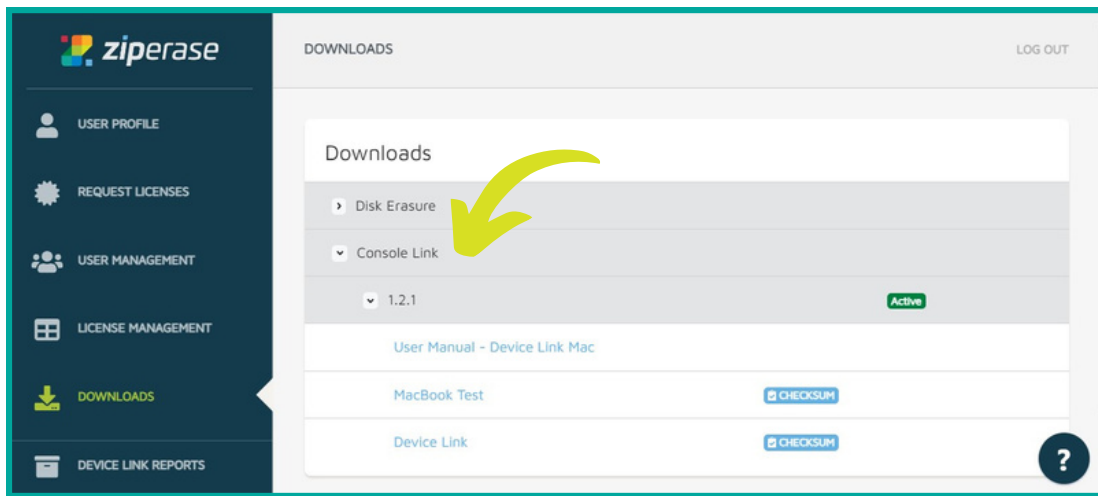 ziperase
DOWNLOADS
LOG OUT
USER PROFILE
REQUEST LICENSES
USER MANAGEMENT
LICENSE MANAGEMENT
DOWNLOADS
DEVICE LINK REPORTS
Downloads
Disk Erasure
Console Link
1.2.1 Active
User Manual - Device Link Mac
MacBook Test CHECKSUM
Device Link CHECKSUM
?